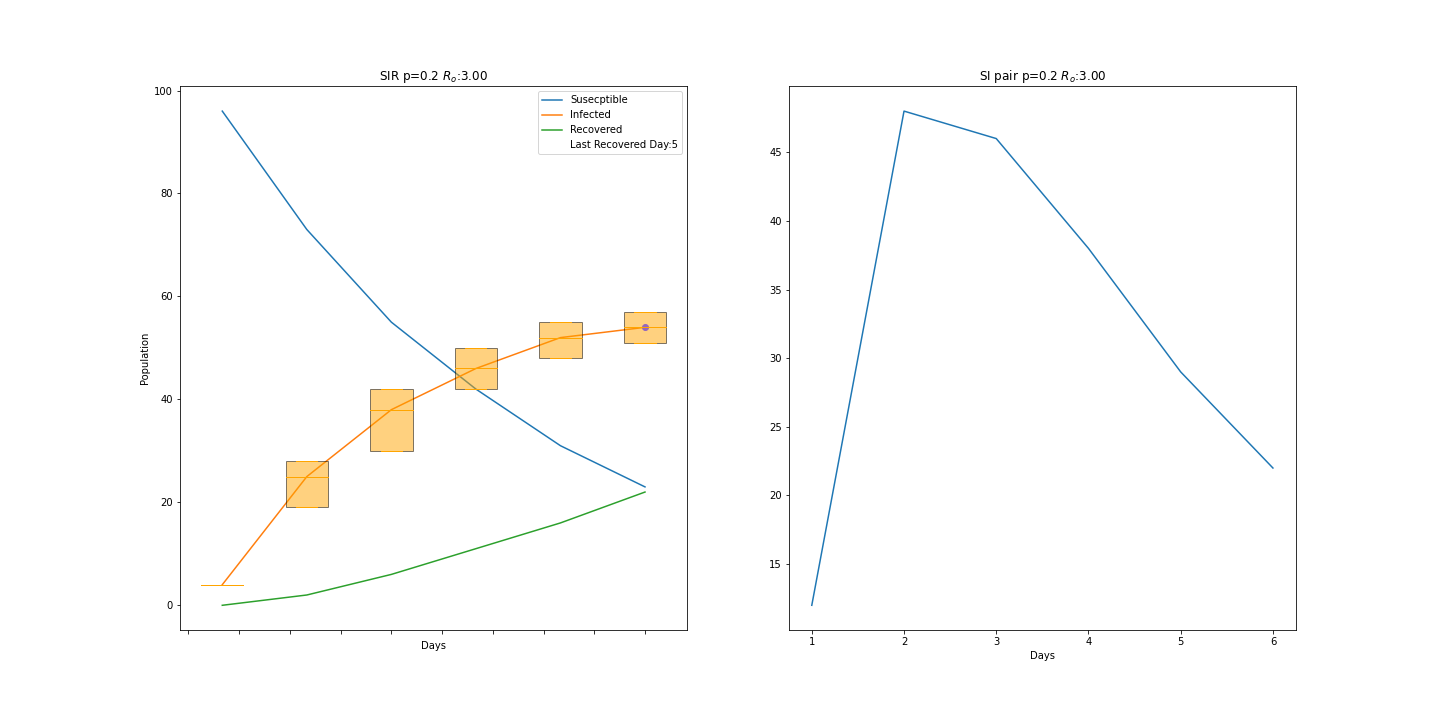 SIR p=0.2 Rₒ:3.00
100
80
60
40
20
0
Population
Susecptible
Infected
Recovered
Last Recovered Day:5
Days
SI pair p=0.2 Rₒ:3.00
45
40
35
30
25
20
15
1 2 3 4 5 6
Days